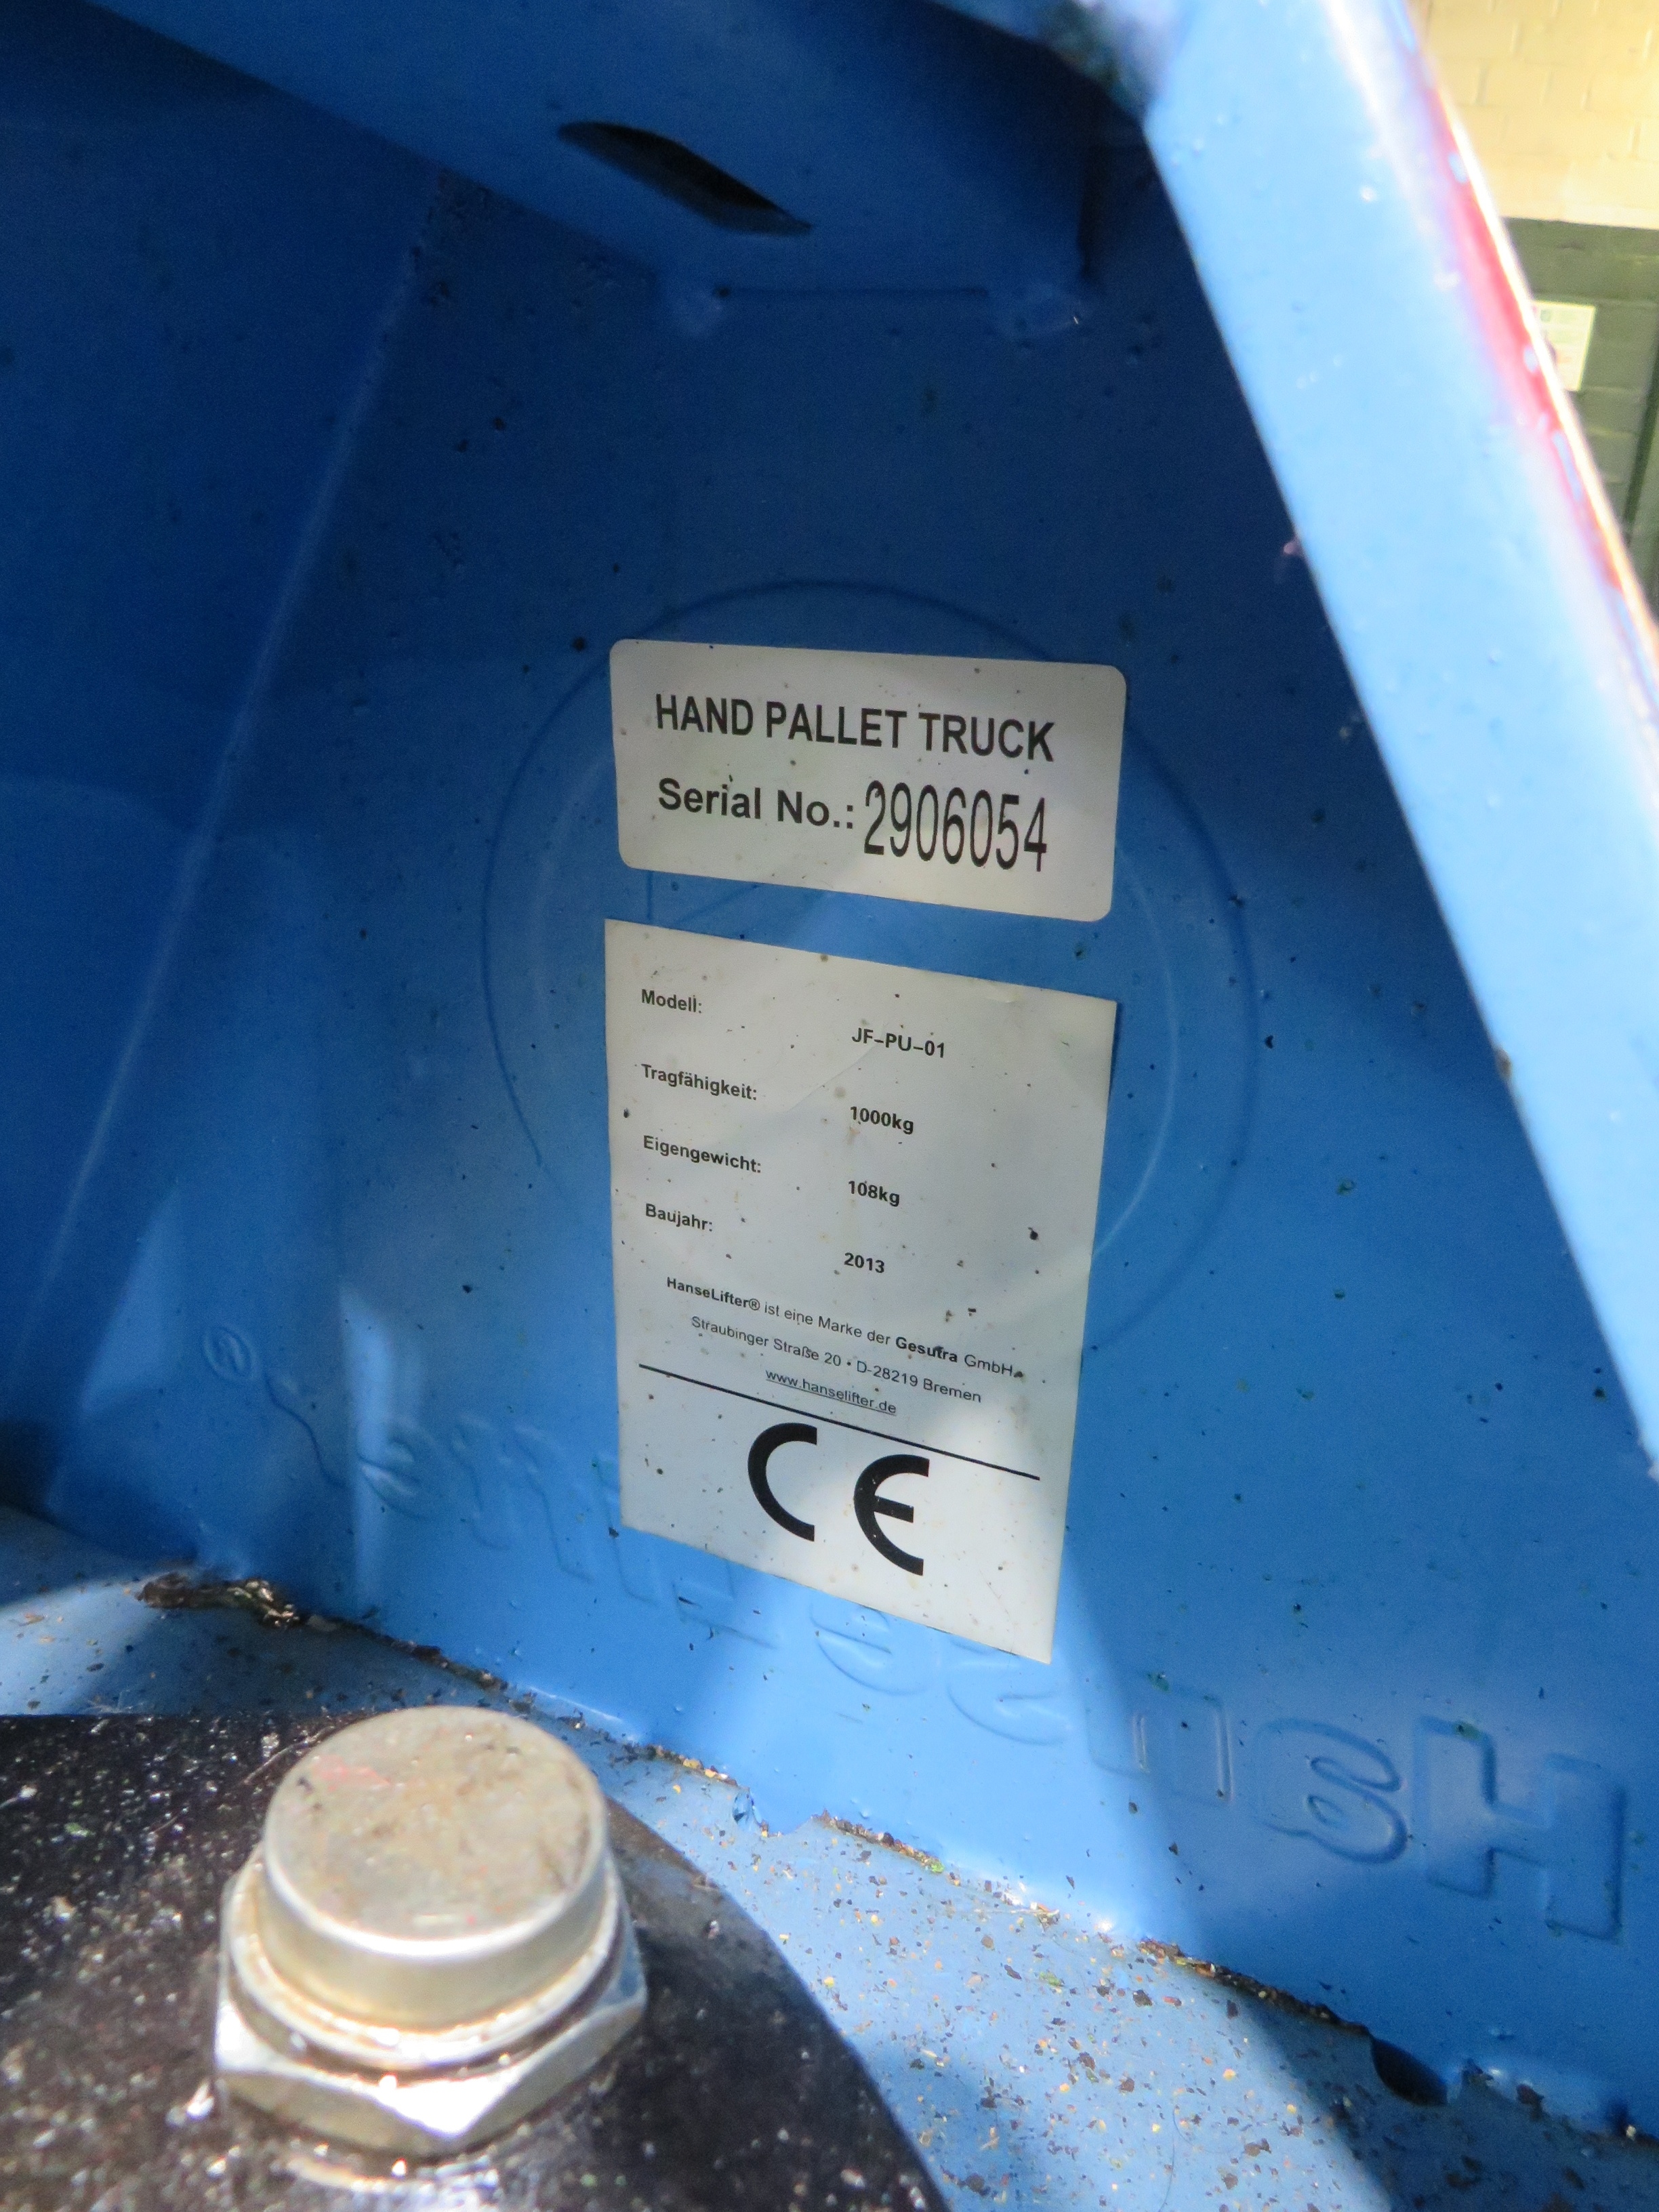 HAND PALLET TRUCK
Serial No.: 2906054
Modell:
JF-PU-01
Tragfähigkeit:
1000kg
Eigengewicht:
108kg
Baujahr:
2013
HanseLifter® ist eine Marke der Gesutra GmbH
Straubinger Straße 20 • D-28219 Bremen
www.hanselifter.de
CE
HanseLifter®